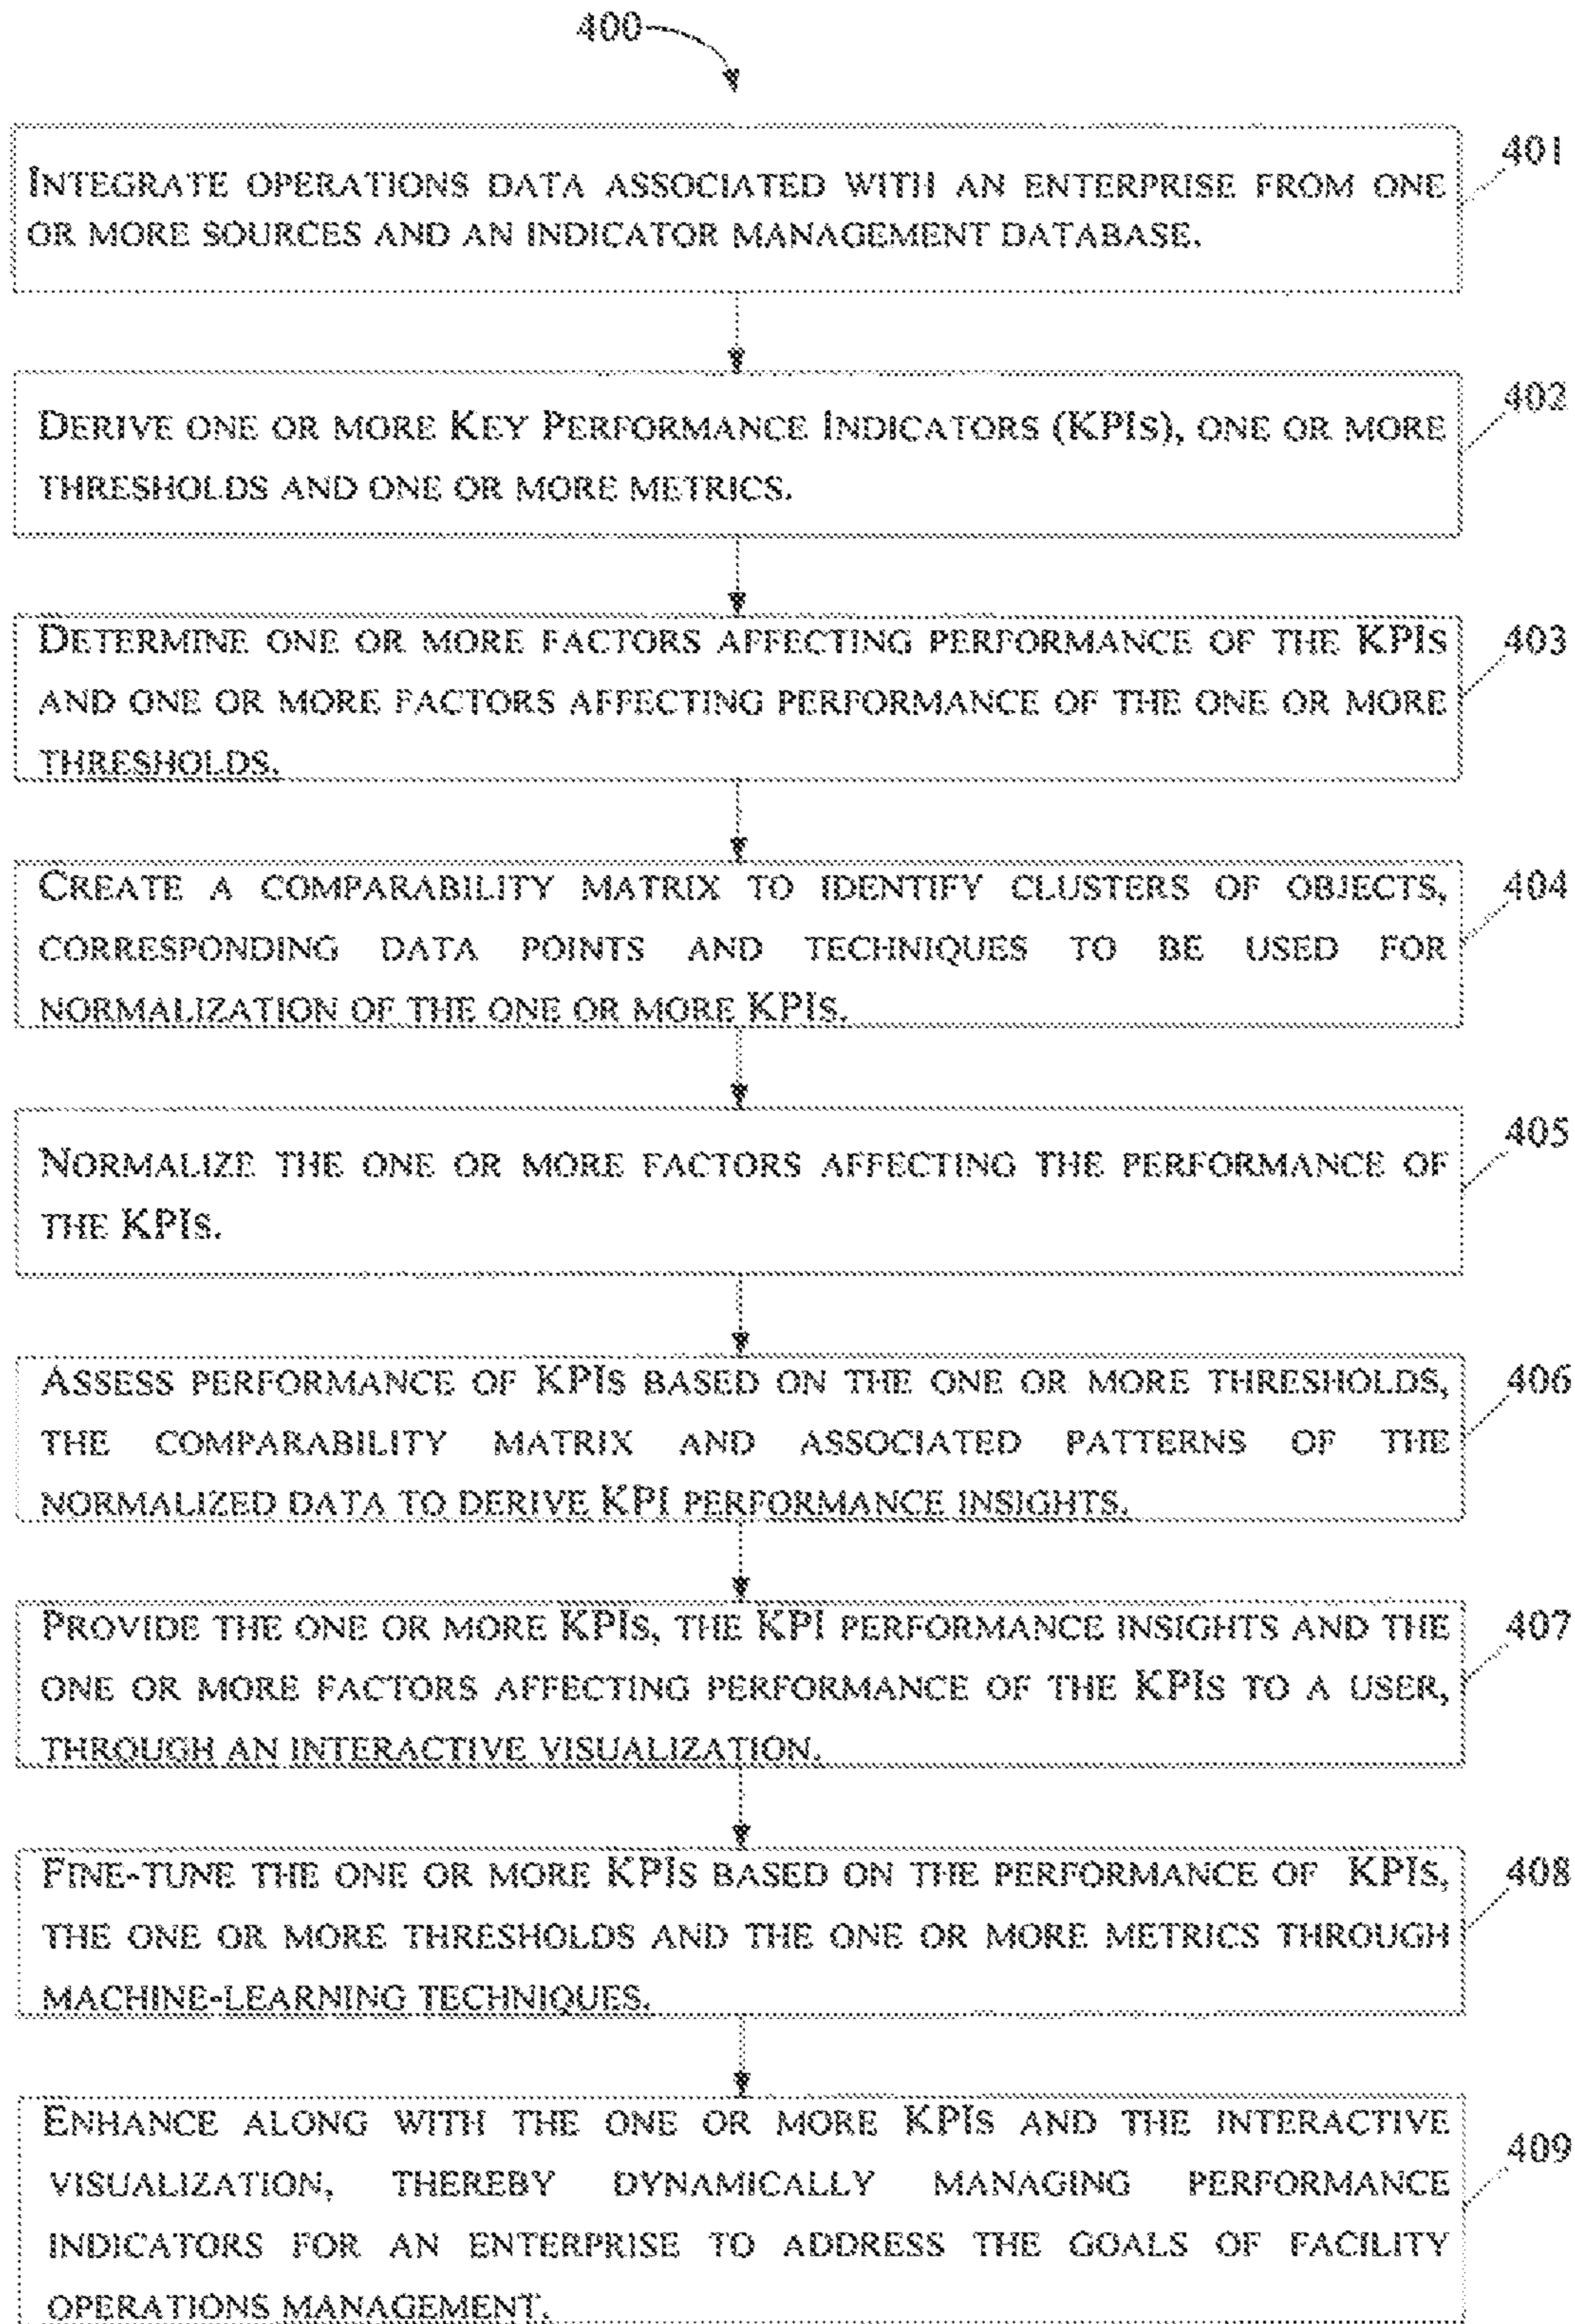 400
401
INTEGRATE OPERATIONS DATA ASSOCIATED WITH AN ENTERPRISE FROM ONE
OR MORE SOURCES AND AN INDICATOR MANAGEMENT DATABASE.
402
DERIVE ONE OR MORE KEY PERFORMANCE INDICATORS (KPIS), ONE OR MORE
THRESHOLDS AND ONE OR MORE METRICS.
403
DETERMINE ONE OR MORE FACTORS AFFECTING PERFORMANCE OF THE KPIS
AND ONE OR MORE FACTORS AFFECTING PERFORMANCE OF THE ONE OR MORE
THRESHOLDS.
404
CREATE A COMPARABILITY MATRIX TO IDENTIFY CLUSTERS OF OBJECTS,
CORRESPONDING DATA POINTS AND TECHNIQUES TO BE USED FOR
NORMALIZATION OF THE ONE OR MORE KPIS.
405
NORMALIZE THE ONE OR MORE FACTORS AFFECTING THE PERFORMANCE OF
THE KPIS.
406
ASSESS PERFORMANCE OF KPIS BASED ON THE ONE OR MORE THRESHOLDS,
THE COMPARABILITY MATRIX AND ASSOCIATED PATTERNS OF THE
NORMALIZED DATA TO DERIVE KPI PERFORMANCE INSIGHTS.
407
PROVIDE THE ONE OR MORE KPIS, THE KPI PERFORMANCE INSIGHTS AND THE
ONE OR MORE FACTORS AFFECTING PERFORMANCE OF THE KPIS TO A USER,
THROUGH AN INTERACTIVE VISUALIZATION.
408
FINE-TUNE THE ONE OR MORE KPIS BASED ON THE PERFORMANCE OF KPIS,
THE ONE OR MORE THRESHOLDS AND THE ONE OR MORE METRICS THROUGH
MACHINE-LEARNING TECHNIQUES.
409
ENHANCE ALONG WITH THE ONE OR MORE KPIS AND THE INTERACTIVE
VISUALIZATION, THEREBY DYNAMICALLY MANAGING PERFORMANCE
INDICATORS FOR AN ENTERPRISE TO ADDRESS THE GOALS OF FACILITY
OPERATIONS MANAGEMENT.